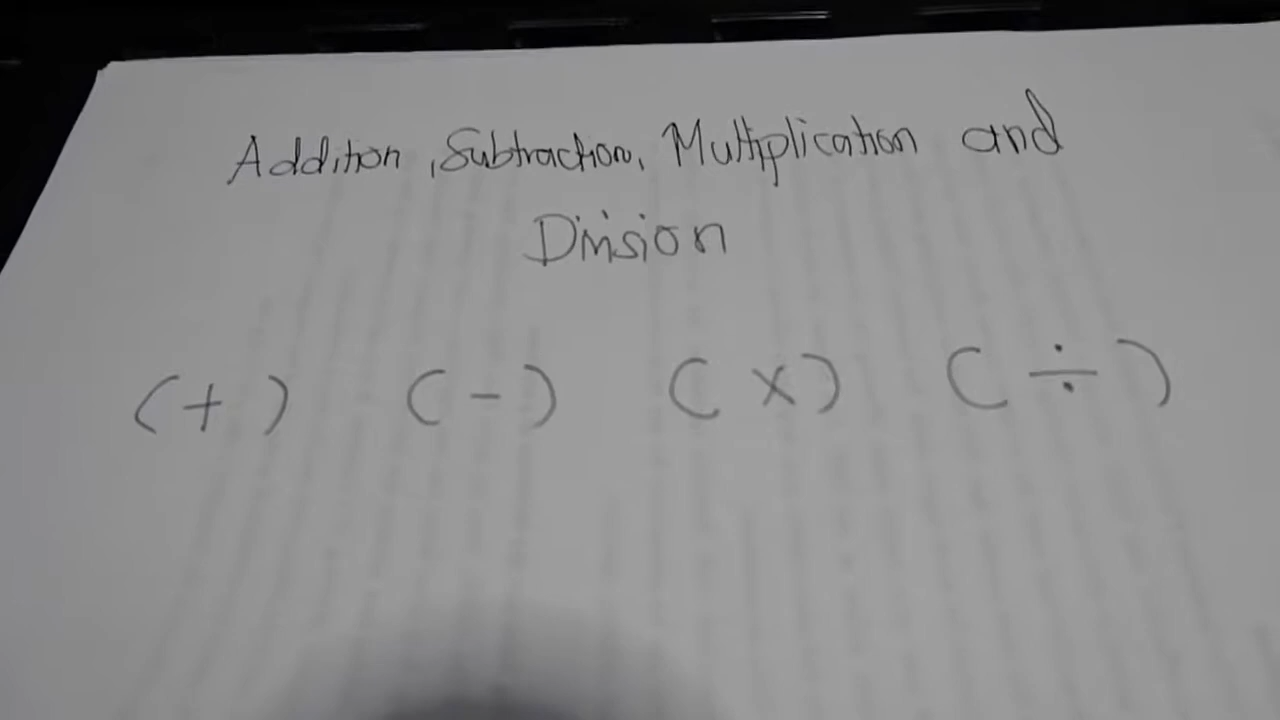 Addition, Subtraction, Multiplication and
Division
(+) (-) (×) (÷)